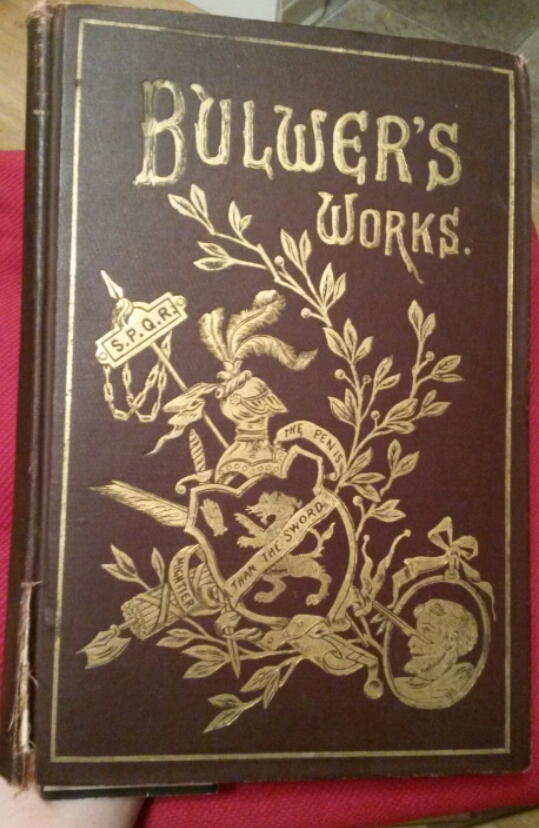 BULWER'S
WORKS.
S.P.Q.R.
THE PEN IS
MIGHTIER
THAN THE SWORD